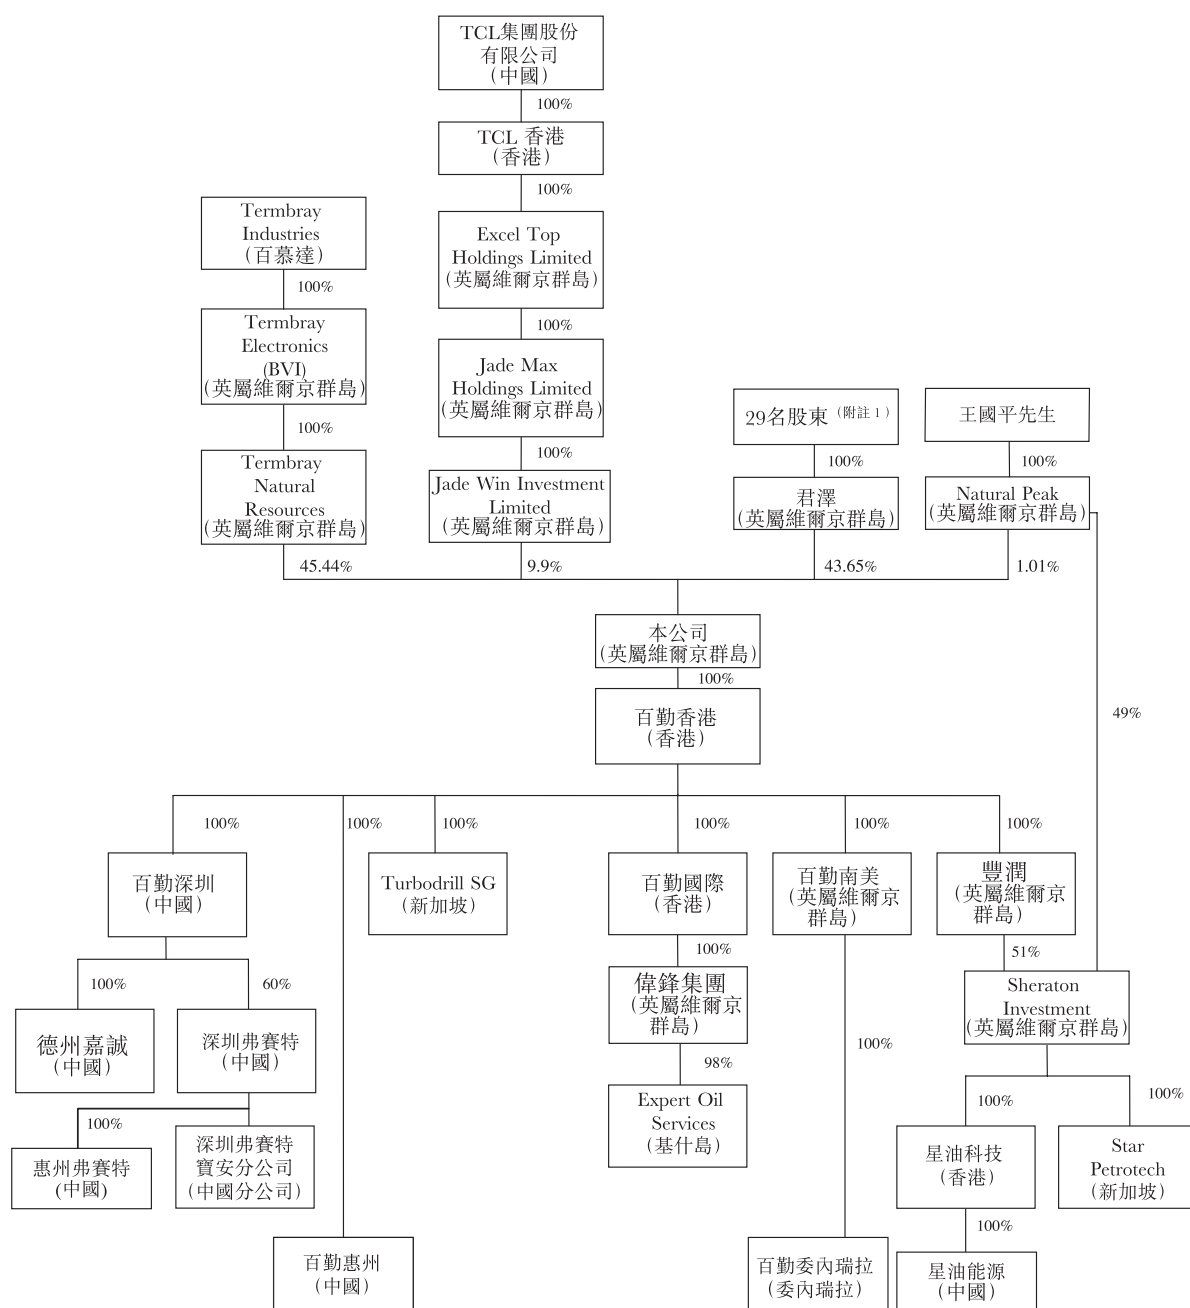 TCL集團股份
有限公司
(中國)
100%
TCL 香港
(香港)
100%
Excel Top
Holdings Limited
(英屬維爾京群島)
100%
Jade Max
Holdings Limited
(英屬維爾京群島)
100%
Jade Win Investment
Limited
(英屬維爾京群島)
9.9%
Termbray
Industries
(百慕達)
100%
Termbray
Electronics
(BVI)
(英屬維爾京群島)
100%
Termbray
Natural
Resources
(英屬維爾京群島)
45.44%
29名股東(附註1)
100%
君澤
(英屬維爾京群島)
43.65%
王國平先生
100%
Natural Peak
(英屬維爾京群島)
1.01%
49%
本公司
(英屬維爾京群島)
100%
百勤香港
(香港)
100%
100%
100%
100%
100%
100%
百勤深圳
(中國)
Turbodrill SG
(新加坡)
百勤國際
(香港)
百勤南美
(英屬維爾京
群島)
豐潤
(英屬維爾京
群島)
100%
60%
100%
51%
德州嘉誠
(中國)
深圳弗賽特
(中國)
偉鋒集團
(英屬維爾京
群島)
Sheraton
Investment
(英屬維爾京群島)
100%
98%
100%
100%
100%
惠州弗賽特
(中國)
深圳弗賽特
寶安分公司
(中國分公司)
Expert Oil
Services
(基什島)
星油科技
(香港)
Star
Petrotech
(新加坡)
100%
百勤惠州
(中國)
百勤委內瑞拉
(委內瑞拉)
星油能源
(中國)